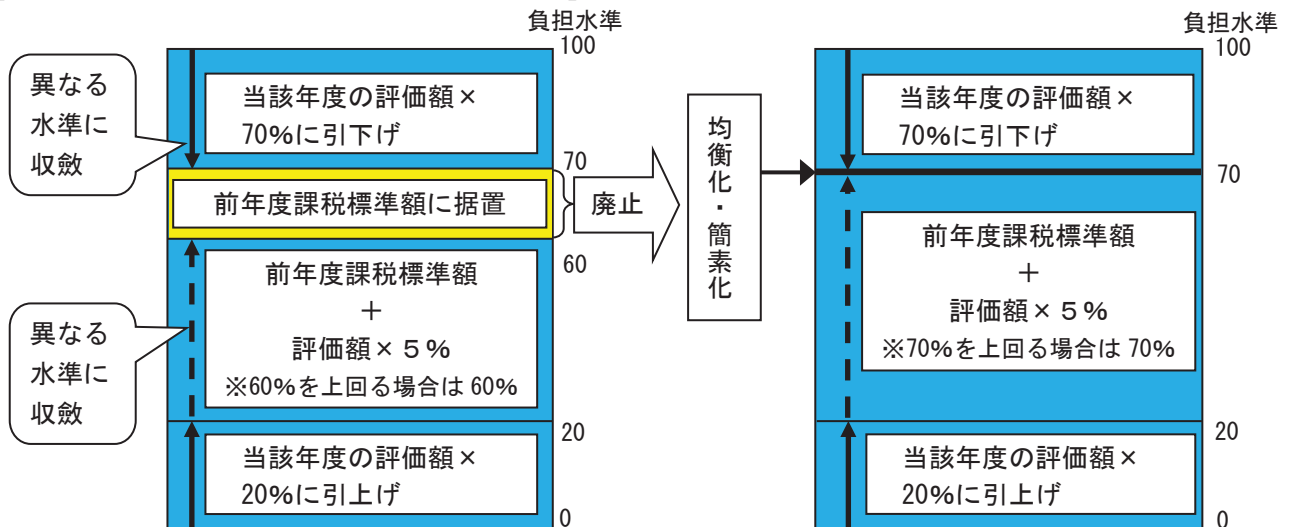 負担水準
100
異なる
水準に
収斂
当該年度の評価額×
70%に引下げ
70
前年度課税標準額に据置
廃止
60
前年度課税標準額
＋
評価額×５%
※60%を上回る場合は 60%
異なる
水準に
収斂
20
当該年度の評価額×
20%に引上げ
0
均衡化・簡素化
負担水準
100
当該年度の評価額×
70%に引下げ
70
前年度課税標準額
＋
評価額×５%
※70%を上回る場合は 70%
20
当該年度の評価額×
20%に引上げ
0